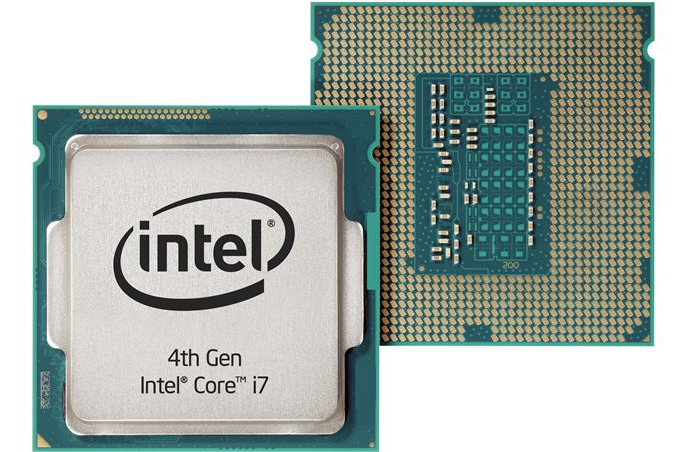 intel®
4th Gen
Intel® Core™ i7
200